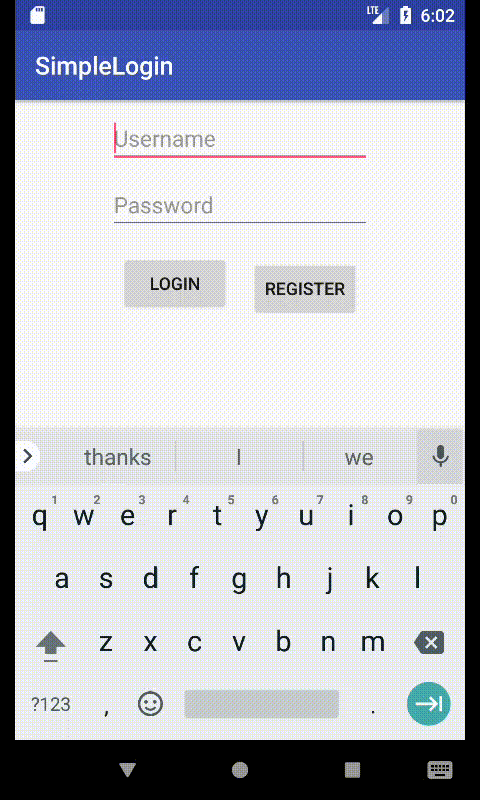 LTE 6:02
SimpleLogin
Username
Password
LOGIN
REGISTER
thanks I we
1 2 3 4 5 6 7 8 9 0
q w e r t y u i o p
a s d f g h j k l
z x c v b n m
?123 , .